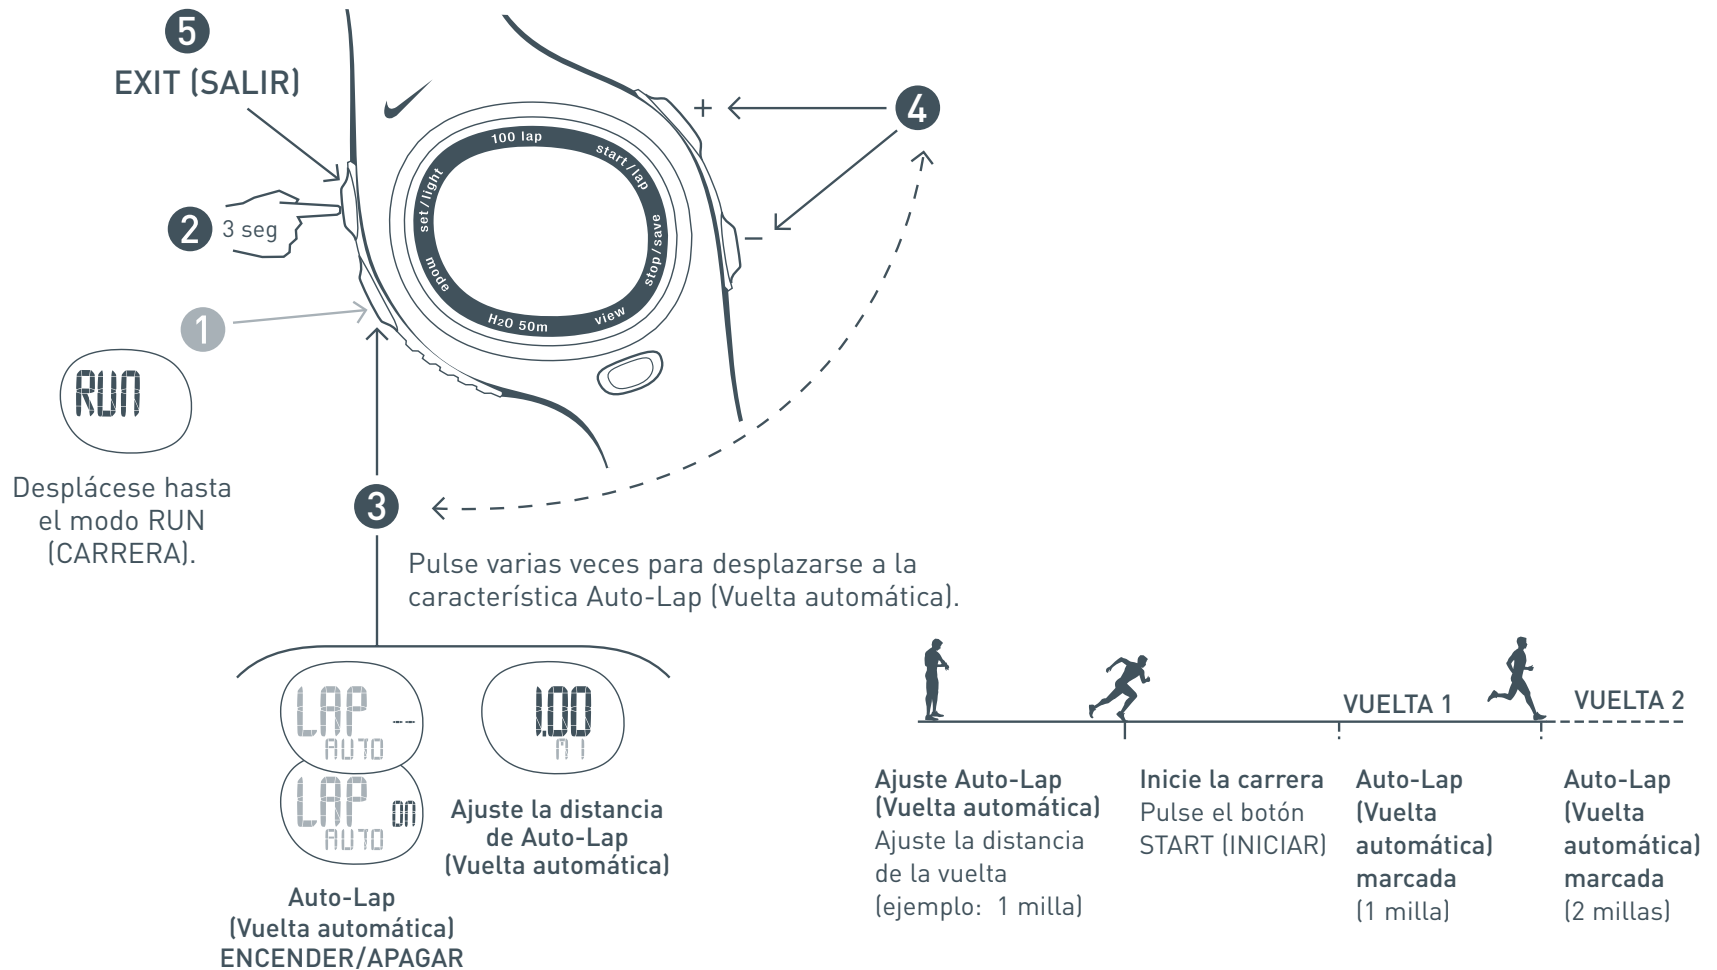 5
EXIT (SALIR)
+
4
100 lap
start/lap
set/light
2
3 seg
–
stop/save
mode
1
H2O 50m
view
RUN
Desplácese hasta
el modo RUN
(CARRERA).
3
Pulse varias veces para desplazarse a la
característica Auto-Lap (Vuelta automática).
LAP --
AUTO
LAP ON
AUTO
1.00
MI
Ajuste la distancia
de Auto-Lap
(Vuelta automática)
Auto-Lap
(Vuelta automática)
ENCENDER/APAGAR
VUELTA 1
VUELTA 2
Ajuste Auto-Lap
(Vuelta automática)
Ajuste la distancia
de la vuelta
(ejemplo: 1 milla)
Inicie la carrera
Pulse el botón
START (INICIAR)
Auto-Lap
(Vuelta
automática)
marcada
(1 milla)
Auto-Lap
(Vuelta
automática)
marcada
(2 millas)